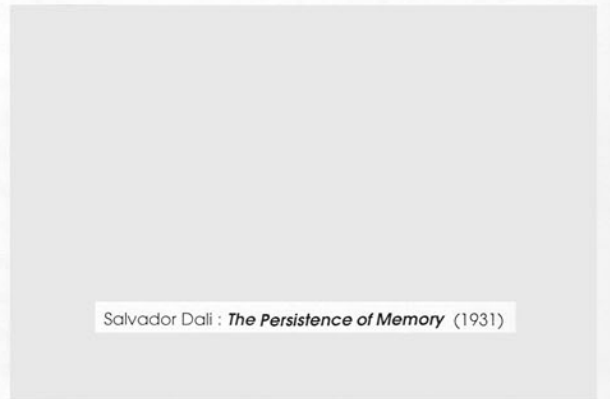 Salvador Dali : The Persistence of Memory (1931)